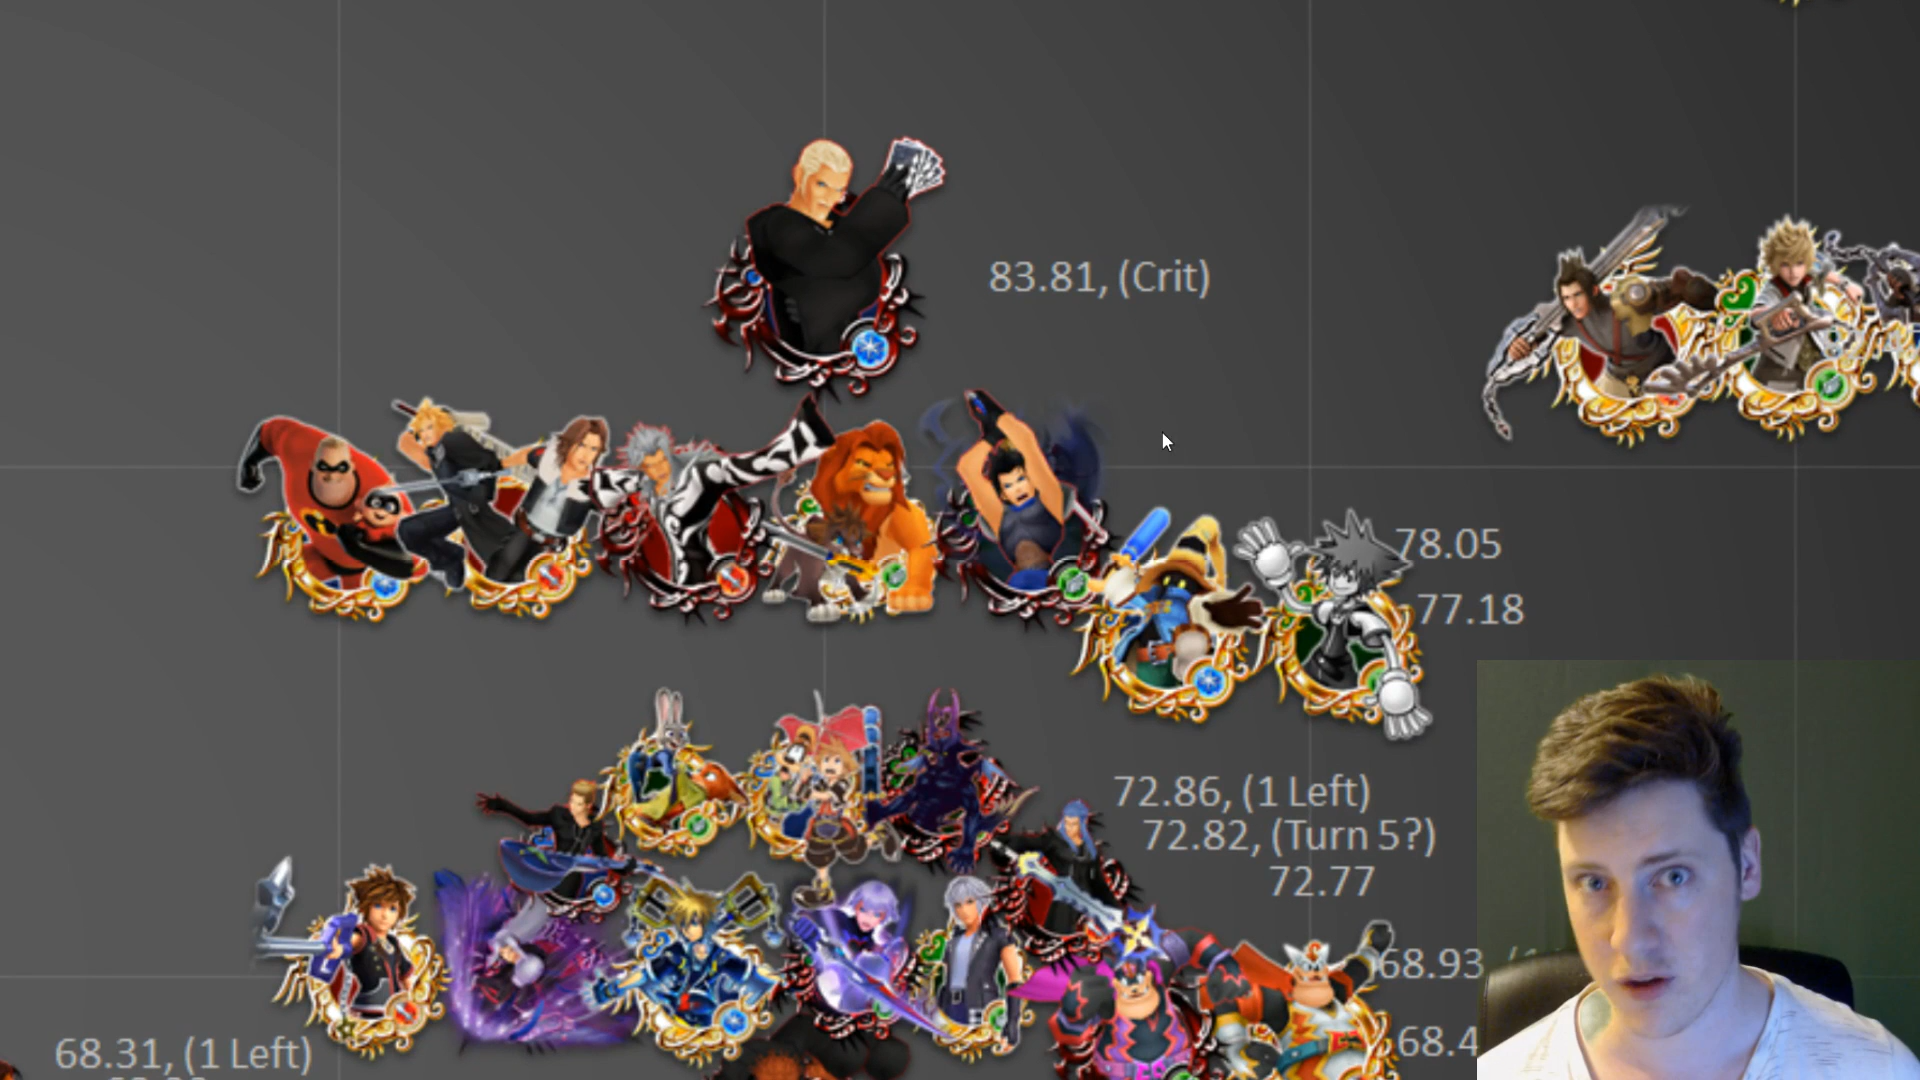 83.81, (Crit)
78.05
77.18
72.86, (1 Left)
72.82, (Turn 5?)
72.77
68.93
68.4
68.31, (1 Left)